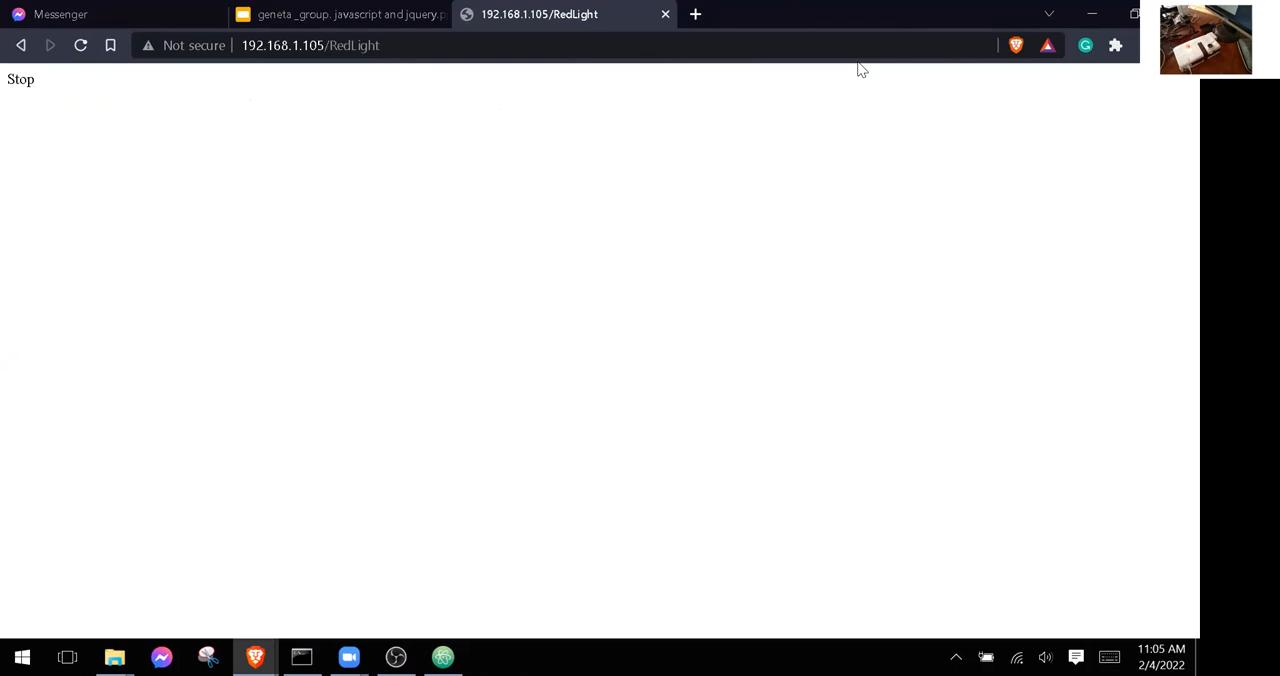 Messenger
geneta _group. javascript and jquery.p
192.168.1.105/RedLight
Not secure
192.168.1.105/RedLight
Stop
11:05 AM
2/4/2022